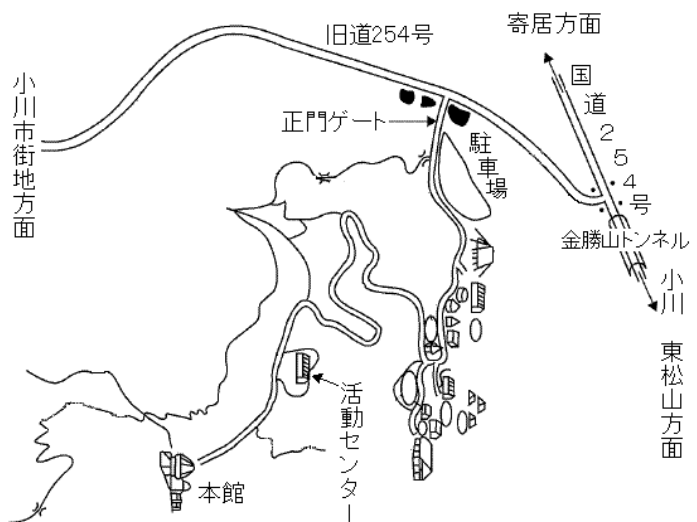 旧道254号
寄居方面
国道254号
小川市街地方面
正門ゲート
駐車場
金勝山トンネル
小川 東松山方面
活動センター
本館